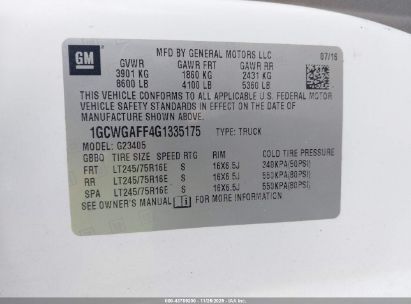 GM
MFD BY GENERAL MOTORS LLC
07/16
GVWR GAWR FRT GAWR RR
3901 KG 1860 KG 2431 KG
8600 LB 4100 LB 5360 LB
THIS VEHICLE CONFORMS TO ALL APPLICABLE U.S. FEDERAL MOTOR
VEHICLE SAFETY STANDARDS IN EFFECT ON THE DATE OF
MANUFACTURE SHOWN ABOVE.
1GCWGAFF4G1335175 TYPE: TRUCK
MODEL: G23405
GBBQ TIRE SIZE SPEED RTG RIM COLD TIRE PRESSURE
FRT LT245/75R16E S 16X6.5J 340KPA(50PSI)
RR LT245/75R16E S 16X6.5J 550KPA(80PSI)
SPA LT245/75R16E S 16X6.5J 550KPA(80PSI)
SEE OWNER'S MANUAL FOR MORE INFORMATION.